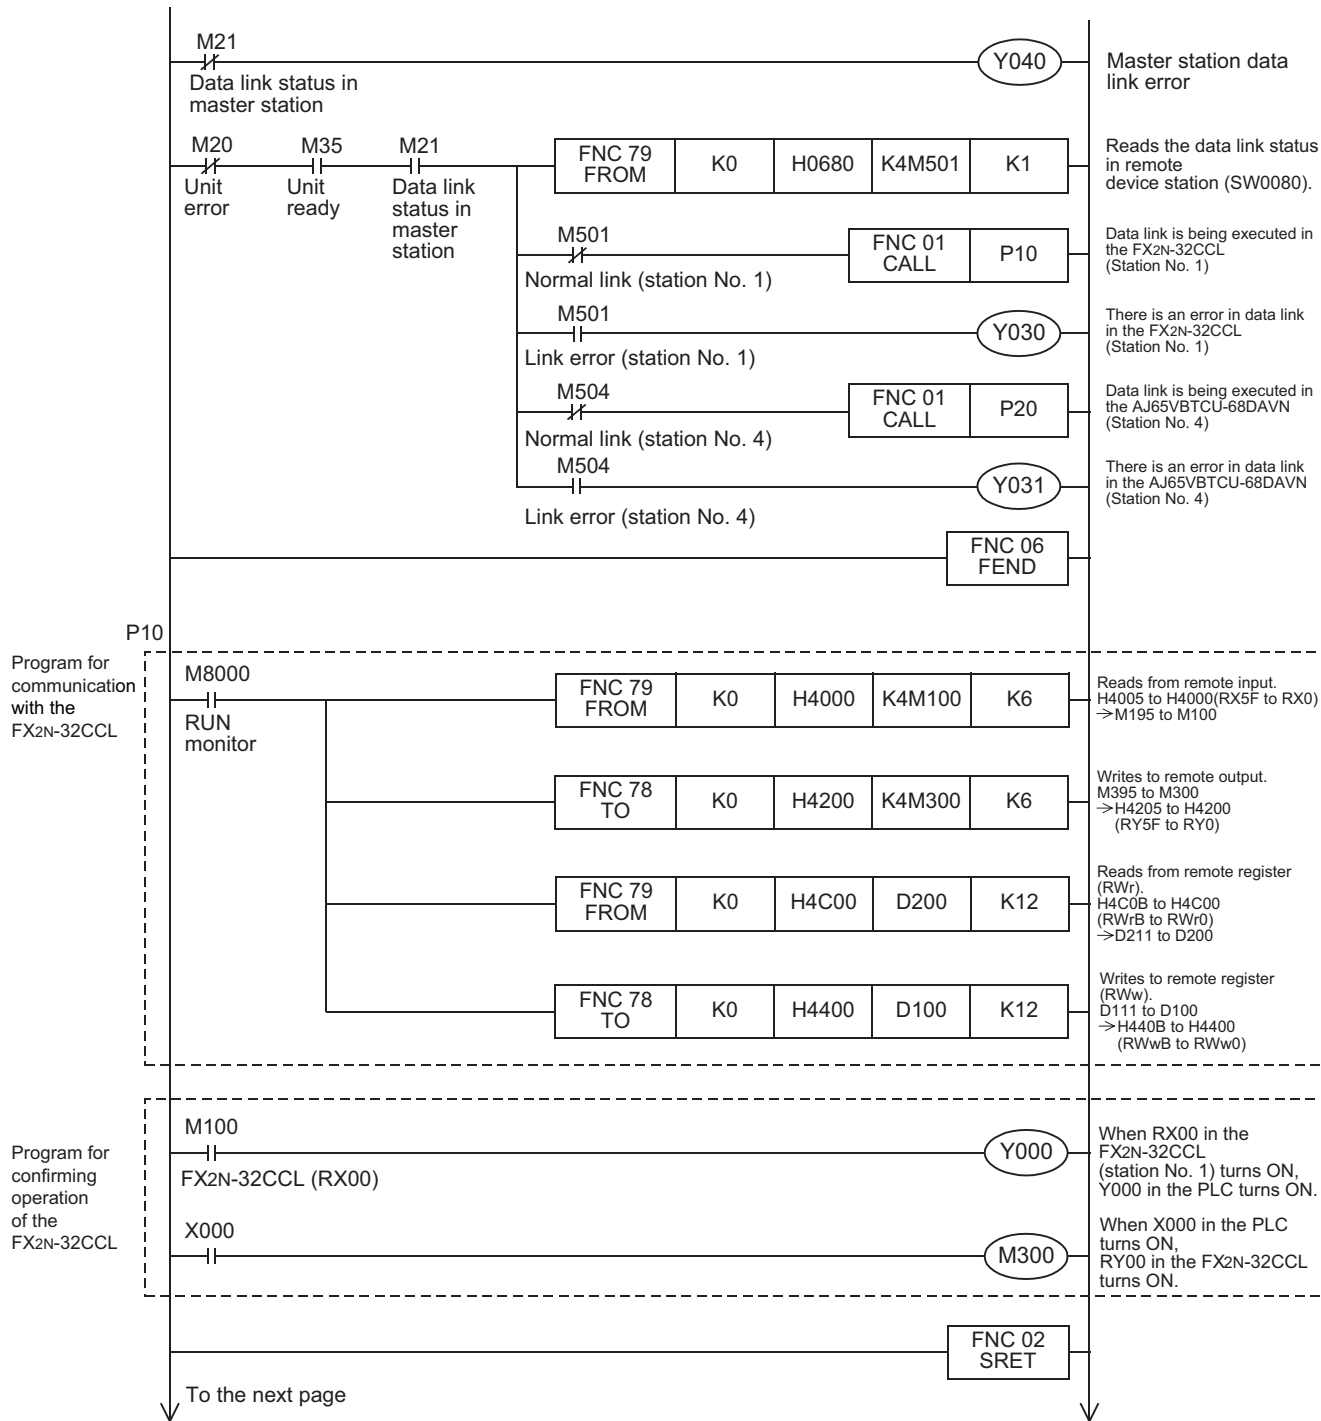 M21
Y040
Data link status in
master station
Master station data
link error
M20
M35
M21
Unit
error
Unit
ready
Data link
status in
master
station
FNC 79
FROM
K0
H0680
K4M501
K1
Reads the data link status
in remote
device station (SW0080).
M501
Normal link (station No. 1)
FNC 01
CALL
P10
Data link is being executed in
the FX2N-32CCL
(Station No. 1)
M501
Link error (station No. 1)
Y030
There is an error in data link
in the FX2N-32CCL
(Station No. 1)
M504
Normal link (station No. 4)
FNC 01
CALL
P20
Data link is being executed in
the AJ65VBTCU-68DAVN
(Station No. 4)
M504
Link error (station No. 4)
Y031
There is an error in data link
in the AJ65VBTCU-68DAVN
(Station No. 4)
FNC 06
FEND
P10
Program for
communication
with the
FX2N-32CCL
M8000
RUN
monitor
FNC 79
FROM
K0
H4000
K4M100
K6
Reads from remote input.
H4005 to H4000(RX5F to RX0)
→M195 to M100
FNC 78
TO
K0
H4200
K4M300
K6
Writes to remote output.
M395 to M300
→H4205 to H4200
(RY5F to RY0)
FNC 79
FROM
K0
H4C00
D200
K12
Reads from remote register
(RWr).
H4C0B to H4C00
(RWrB to RWr0)
→D211 to D200
FNC 78
TO
K0
H4400
D100
K12
Writes to remote register
(RWw).
D111 to D100
→H440B to H4400
(RWwB to RWw0)
Program for
confirming
operation
of the
FX2N-32CCL
M100
FX2N-32CCL (RX00)
Y000
When RX00 in the
FX2N-32CCL
(station No. 1) turns ON,
Y000 in the PLC turns ON.
X000
M300
When X000 in the PLC
turns ON,
RY00 in the FX2N-32CCL
turns ON.
FNC 02
SRET
To the next page